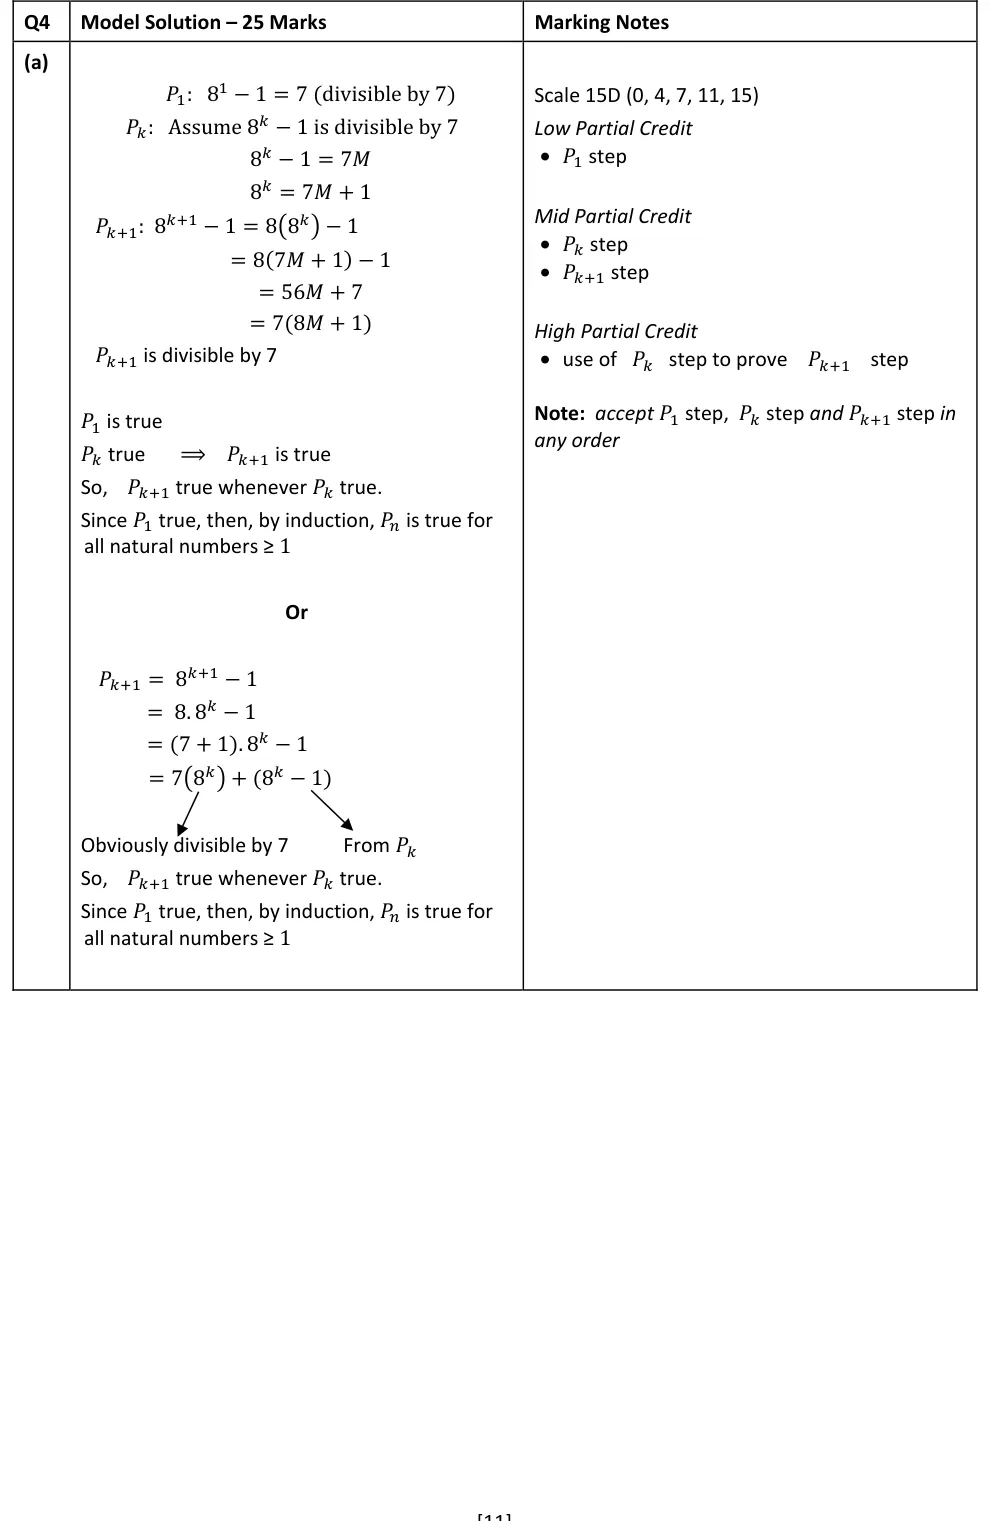 Q4 Model Solution – 25 Marks Marking Notes
(a)
P₁: 8¹ − 1 = 7 (divisible by 7)
Pₖ: Assume 8ᵏ − 1 is divisible by 7
8ᵏ − 1 = 7M
8ᵏ = 7M + 1
Pₖ₊₁: 8ᵏ⁺¹ − 1 = 8(8ᵏ) − 1
= 8(7M + 1) − 1
= 56M + 7
= 7(8M + 1)
Pₖ₊₁ is divisible by 7
P₁ is true
Pₖ true ⟹ Pₖ₊₁ is true
So, Pₖ₊₁ true whenever Pₖ true.
Since P₁ true, then, by induction, Pₙ is true for
all natural numbers ≥ 1
Or
Pₖ₊₁ = 8ᵏ⁺¹ − 1
= 8. 8ᵏ − 1
= (7 + 1). 8ᵏ − 1
= 7(8ᵏ) + (8ᵏ − 1)
Obviously divisible by 7 From Pₖ
So, Pₖ₊₁ true whenever Pₖ true.
Since P₁ true, then, by induction, Pₙ is true for
all natural numbers ≥ 1
Scale 15D (0, 4, 7, 11, 15)
Low Partial Credit
• P₁ step
Mid Partial Credit
• Pₖ step
• Pₖ₊₁ step
High Partial Credit
• use of Pₖ step to prove Pₖ₊₁ step
Note: accept P₁ step, Pₖ step and Pₖ₊₁ step in
any order
[11]